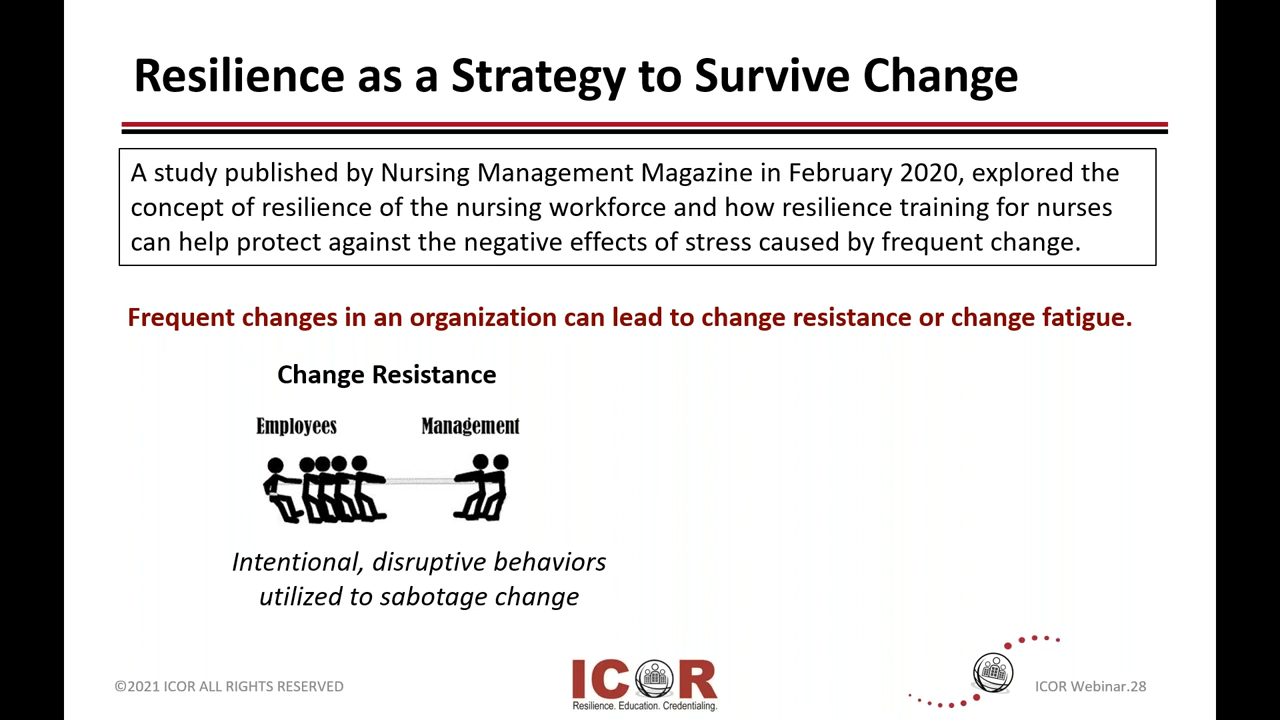 Resilience as a Strategy to Survive Change
A study published by Nursing Management Magazine in February 2020, explored the
concept of resilience of the nursing workforce and how resilience training for nurses
can help protect against the negative effects of stress caused by frequent change.
Frequent changes in an organization can lead to change resistance or change fatigue.
Change Resistance
Employees Management
Intentional, disruptive behaviors
utilized to sabotage change
©2021 ICOR ALL RIGHTS RESERVED
ICOR
Resilience. Education. Credentialing.
ICOR Webinar.28